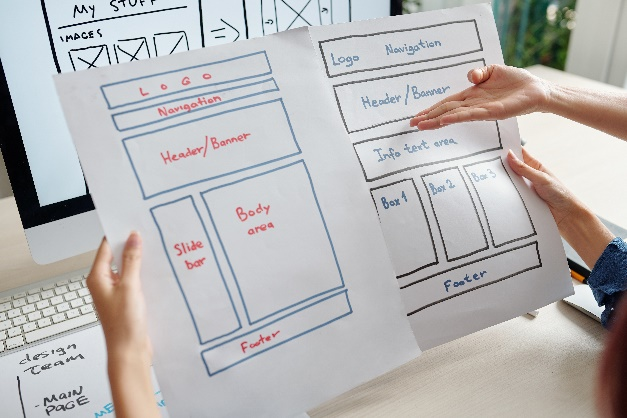 MY STUFF
IMAGES
LOGO
Navigation
Header/Banner
Slide
bar
Body
area
Footer
Logo Navigation
Header/Banner
Info text area
Box 1
Box 2
Box 3
Footer
design
Team
- MAIN
PAGE